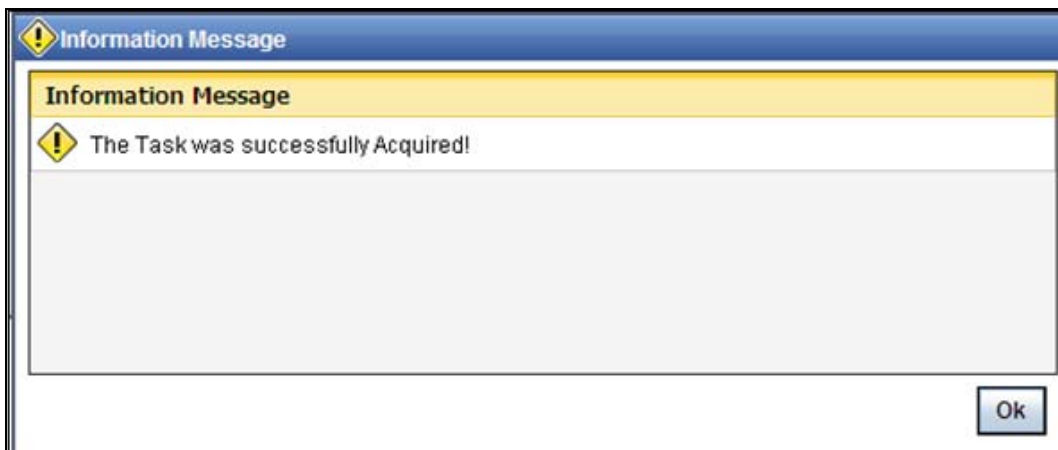 Information Message
Information Message
The Task was successfully Acquired!
Ok